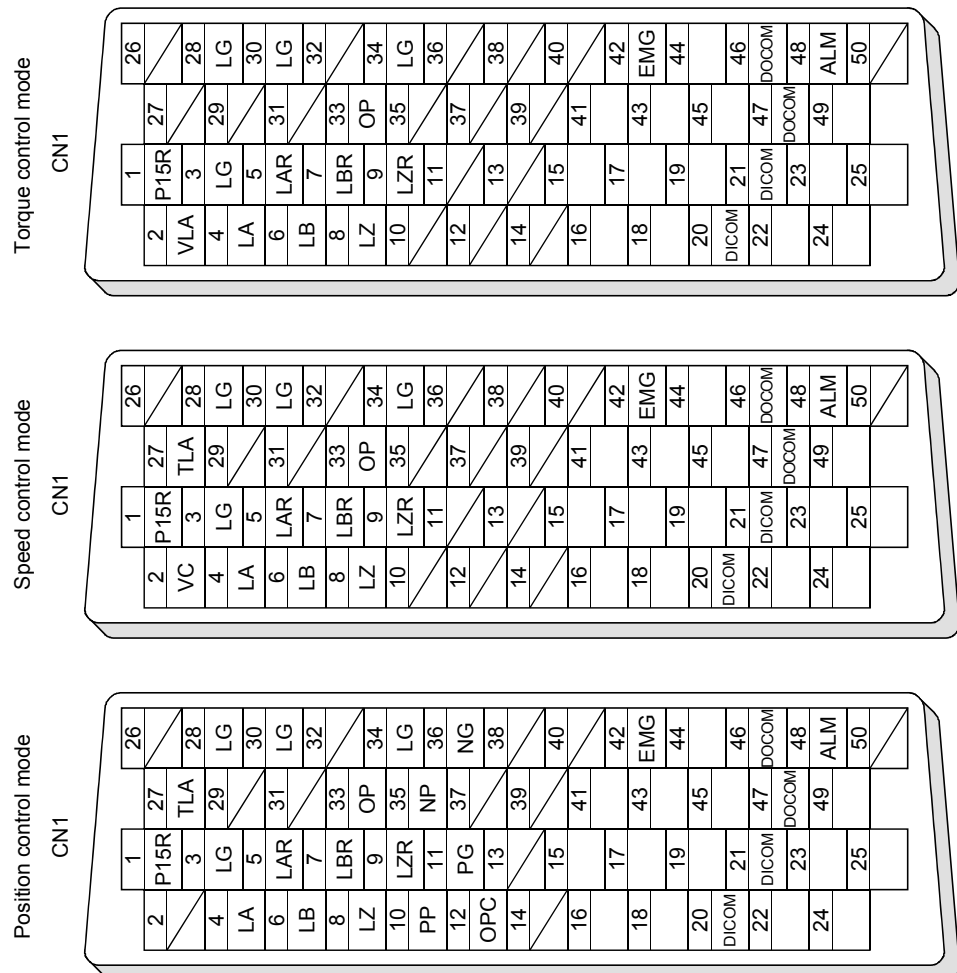 Position control mode
CN1
1 26
2 P15R 27
3 TLA 28
4 LG 29 LG
LA 5 30
6 LAR 31 LG
LB 7 32
8 LBR 33
LZ 9 OP 34
10 LZR 35 LG
PP 11 NP 36
12 PG 37 NG
OPC 13 38
14 39
15 40
16 41
17 42
18 43 EMG
19 44
20 45
DICOM 21 46
22 DICOM 47 DOCOM
23 DOCOM 48
24 49 ALM
25 50
Speed control mode
CN1
1 26
2 P15R 27
VC 3 TLA 28
4 LG 29 LG
LA 5 30
6 LAR 31 LG
LB 7 32
8 LBR 33
LZ 9 OP 34
10 LZR 35 LG
11 36
12 37
13 38
14 39
15 40
16 41
17 42
18 43 EMG
19 44
20 45
DICOM 21 46
22 DICOM 47 DOCOM
23 DOCOM 48
24 49 ALM
25 50
Torque control mode
CN1
1 26
2 P15R 27
VLA 3 28
4 LG 29 LG
LA 5 30
6 LAR 31 LG
LB 7 32
8 LBR 33
LZ 9 OP 34
10 LZR 35 LG
11 36
12 37
13 38
14 39
15 40
16 41
17 42
18 43 EMG
19 44
20 45
DICOM 21 46
22 DICOM 47 DOCOM
23 DOCOM 48
24 49 ALM
25 50